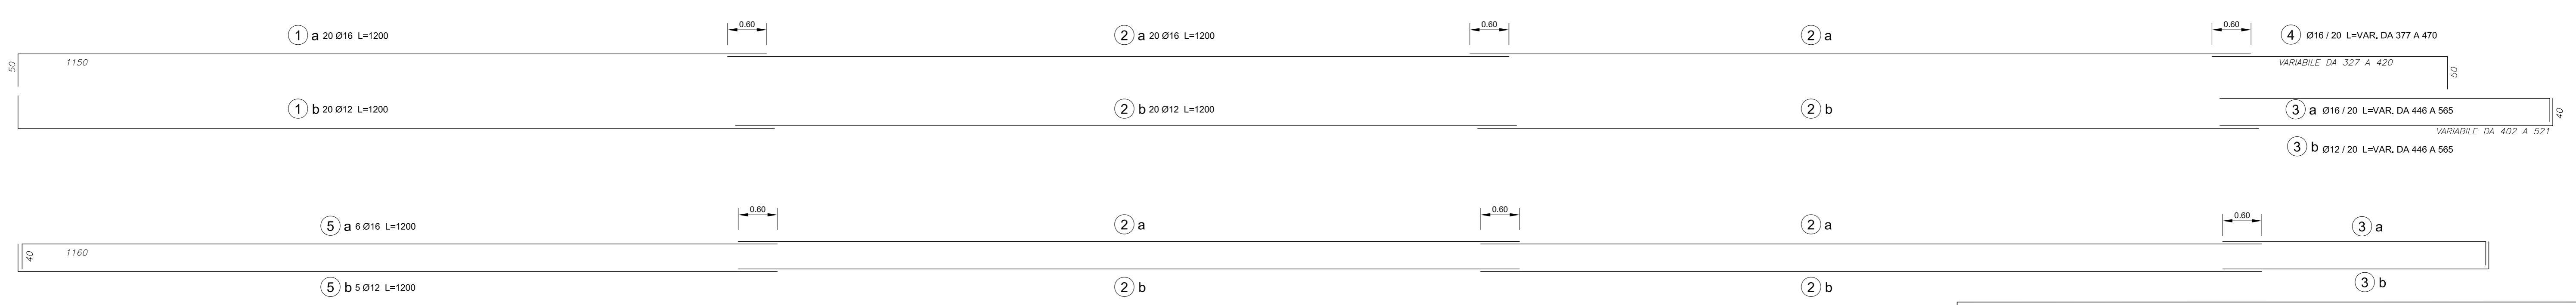 0.60 0.60 0.60
1 a 20 Ø16 L=1200 2 a 20 Ø16 L=1200 2 a 4 Ø16 / 20 L=VAR. DA 377 A 470
50 1150 VARIABILE DA 327 A 420 50
1 b 20 Ø12 L=1200 2 b 20 Ø12 L=1200 2 b 3 a Ø16 / 20 L=VAR. DA 446 A 565 40
VARIABILE DA 402 A 521
3 b Ø12 / 20 L=VAR. DA 446 A 565
0.60 0.60 0.60
5 a 6 Ø16 L=1200 2 a 2 a 3 a
40 1160
5 b 5 Ø12 L=1200 2 b 2 b 3 b